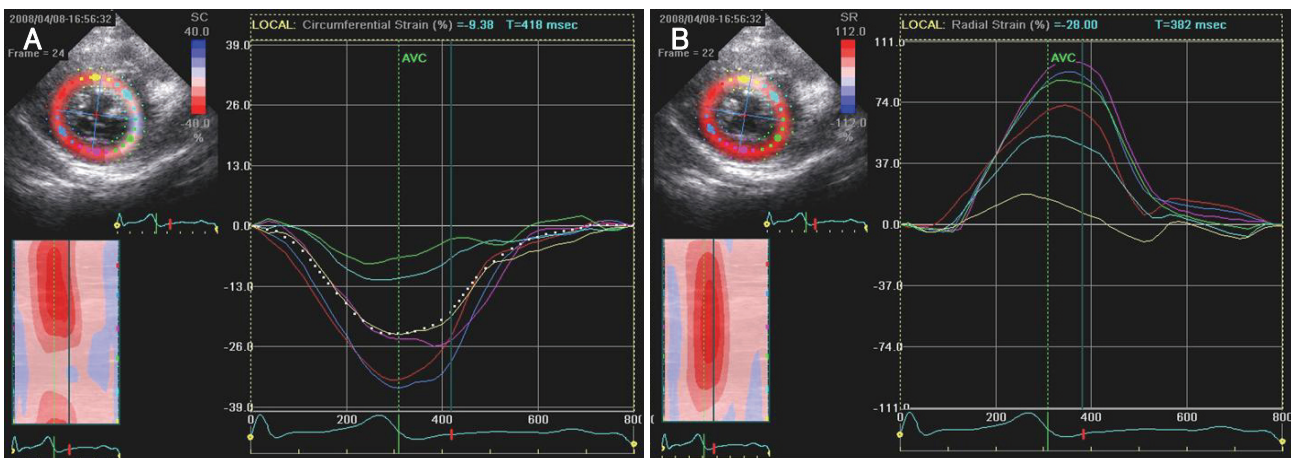 2008/04/08-16:56:32
A
Frame = 24
SC
40.0
-40.0
%
LOCAL: Circumferential Strain (%) =-9.38 T=418 msec
AVC
39.0
26.0
13.0
0.0
-13.0
-26.0
-39.0
0 200 400 600 800
2008/04/08-16:56:32
B
Frame = 22
SR
112.0
112.0
%
LOCAL: Radial Strain (%) =-28.00 T=382 msec
AVC
111.0
74.0
37.0
0.0
-37.0
-74.0
-111.0
0 200 400 600 800